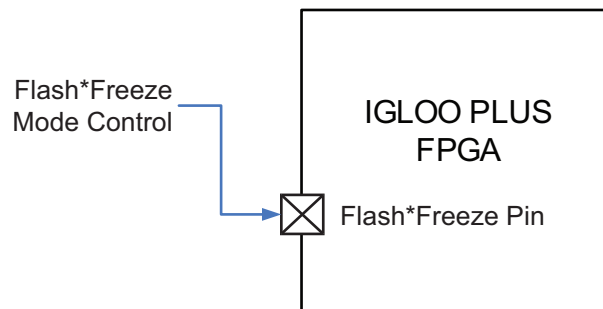 Flash*Freeze
Mode Control
IGLOO PLUS
FPGA
Flash*Freeze Pin